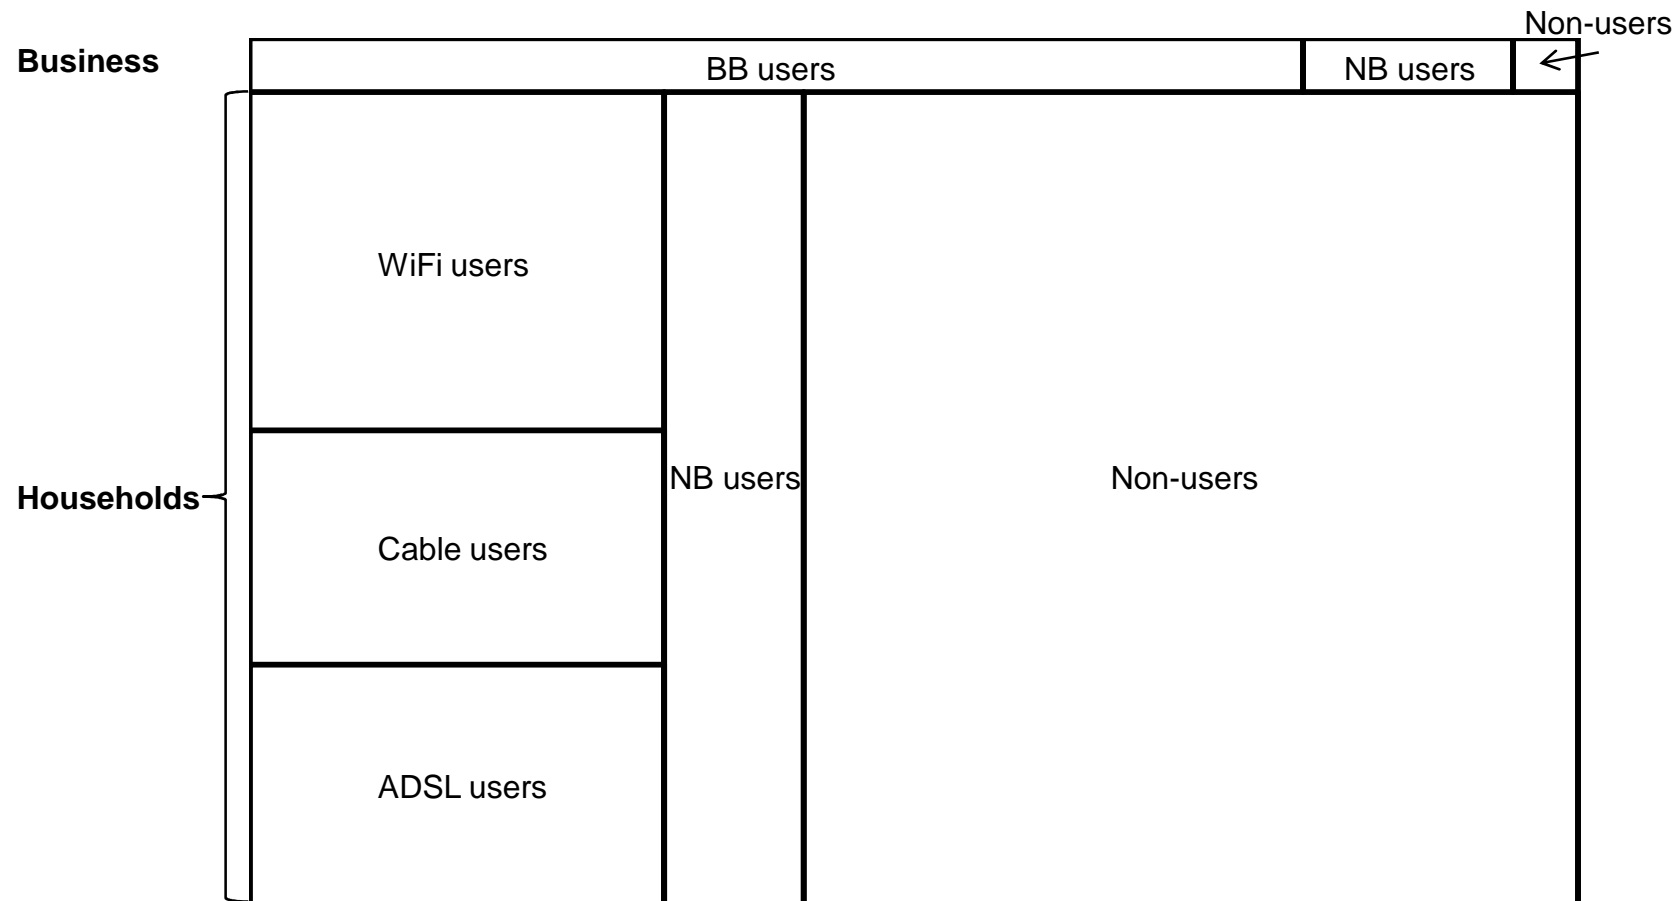 Non-users
Business
BB users
NB users
WiFi users
Households
NB users
Non-users
Cable users
ADSL users